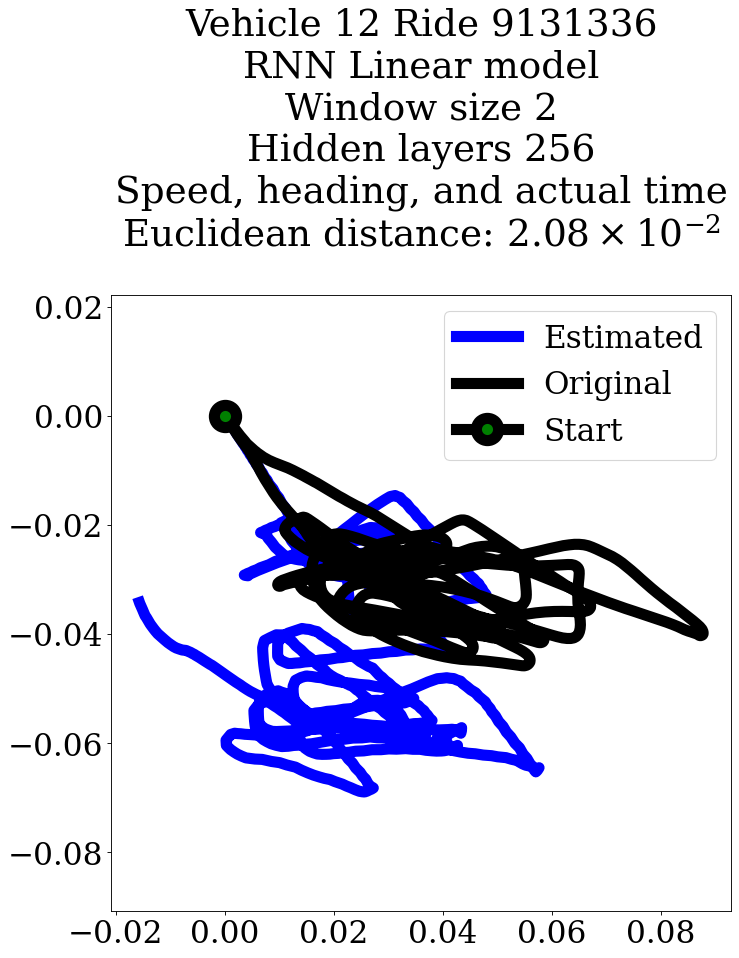 Vehicle 12 Ride 9131336
RNN Linear model
Window size 2
Hidden layers 256
Speed, heading, and actual time
Euclidean distance: 2.08 × 10⁻²
Estimated
Original
Start
0.02
0.00
−0.02
−0.04
−0.06
−0.08
−0.02 0.00 0.02 0.04 0.06 0.08